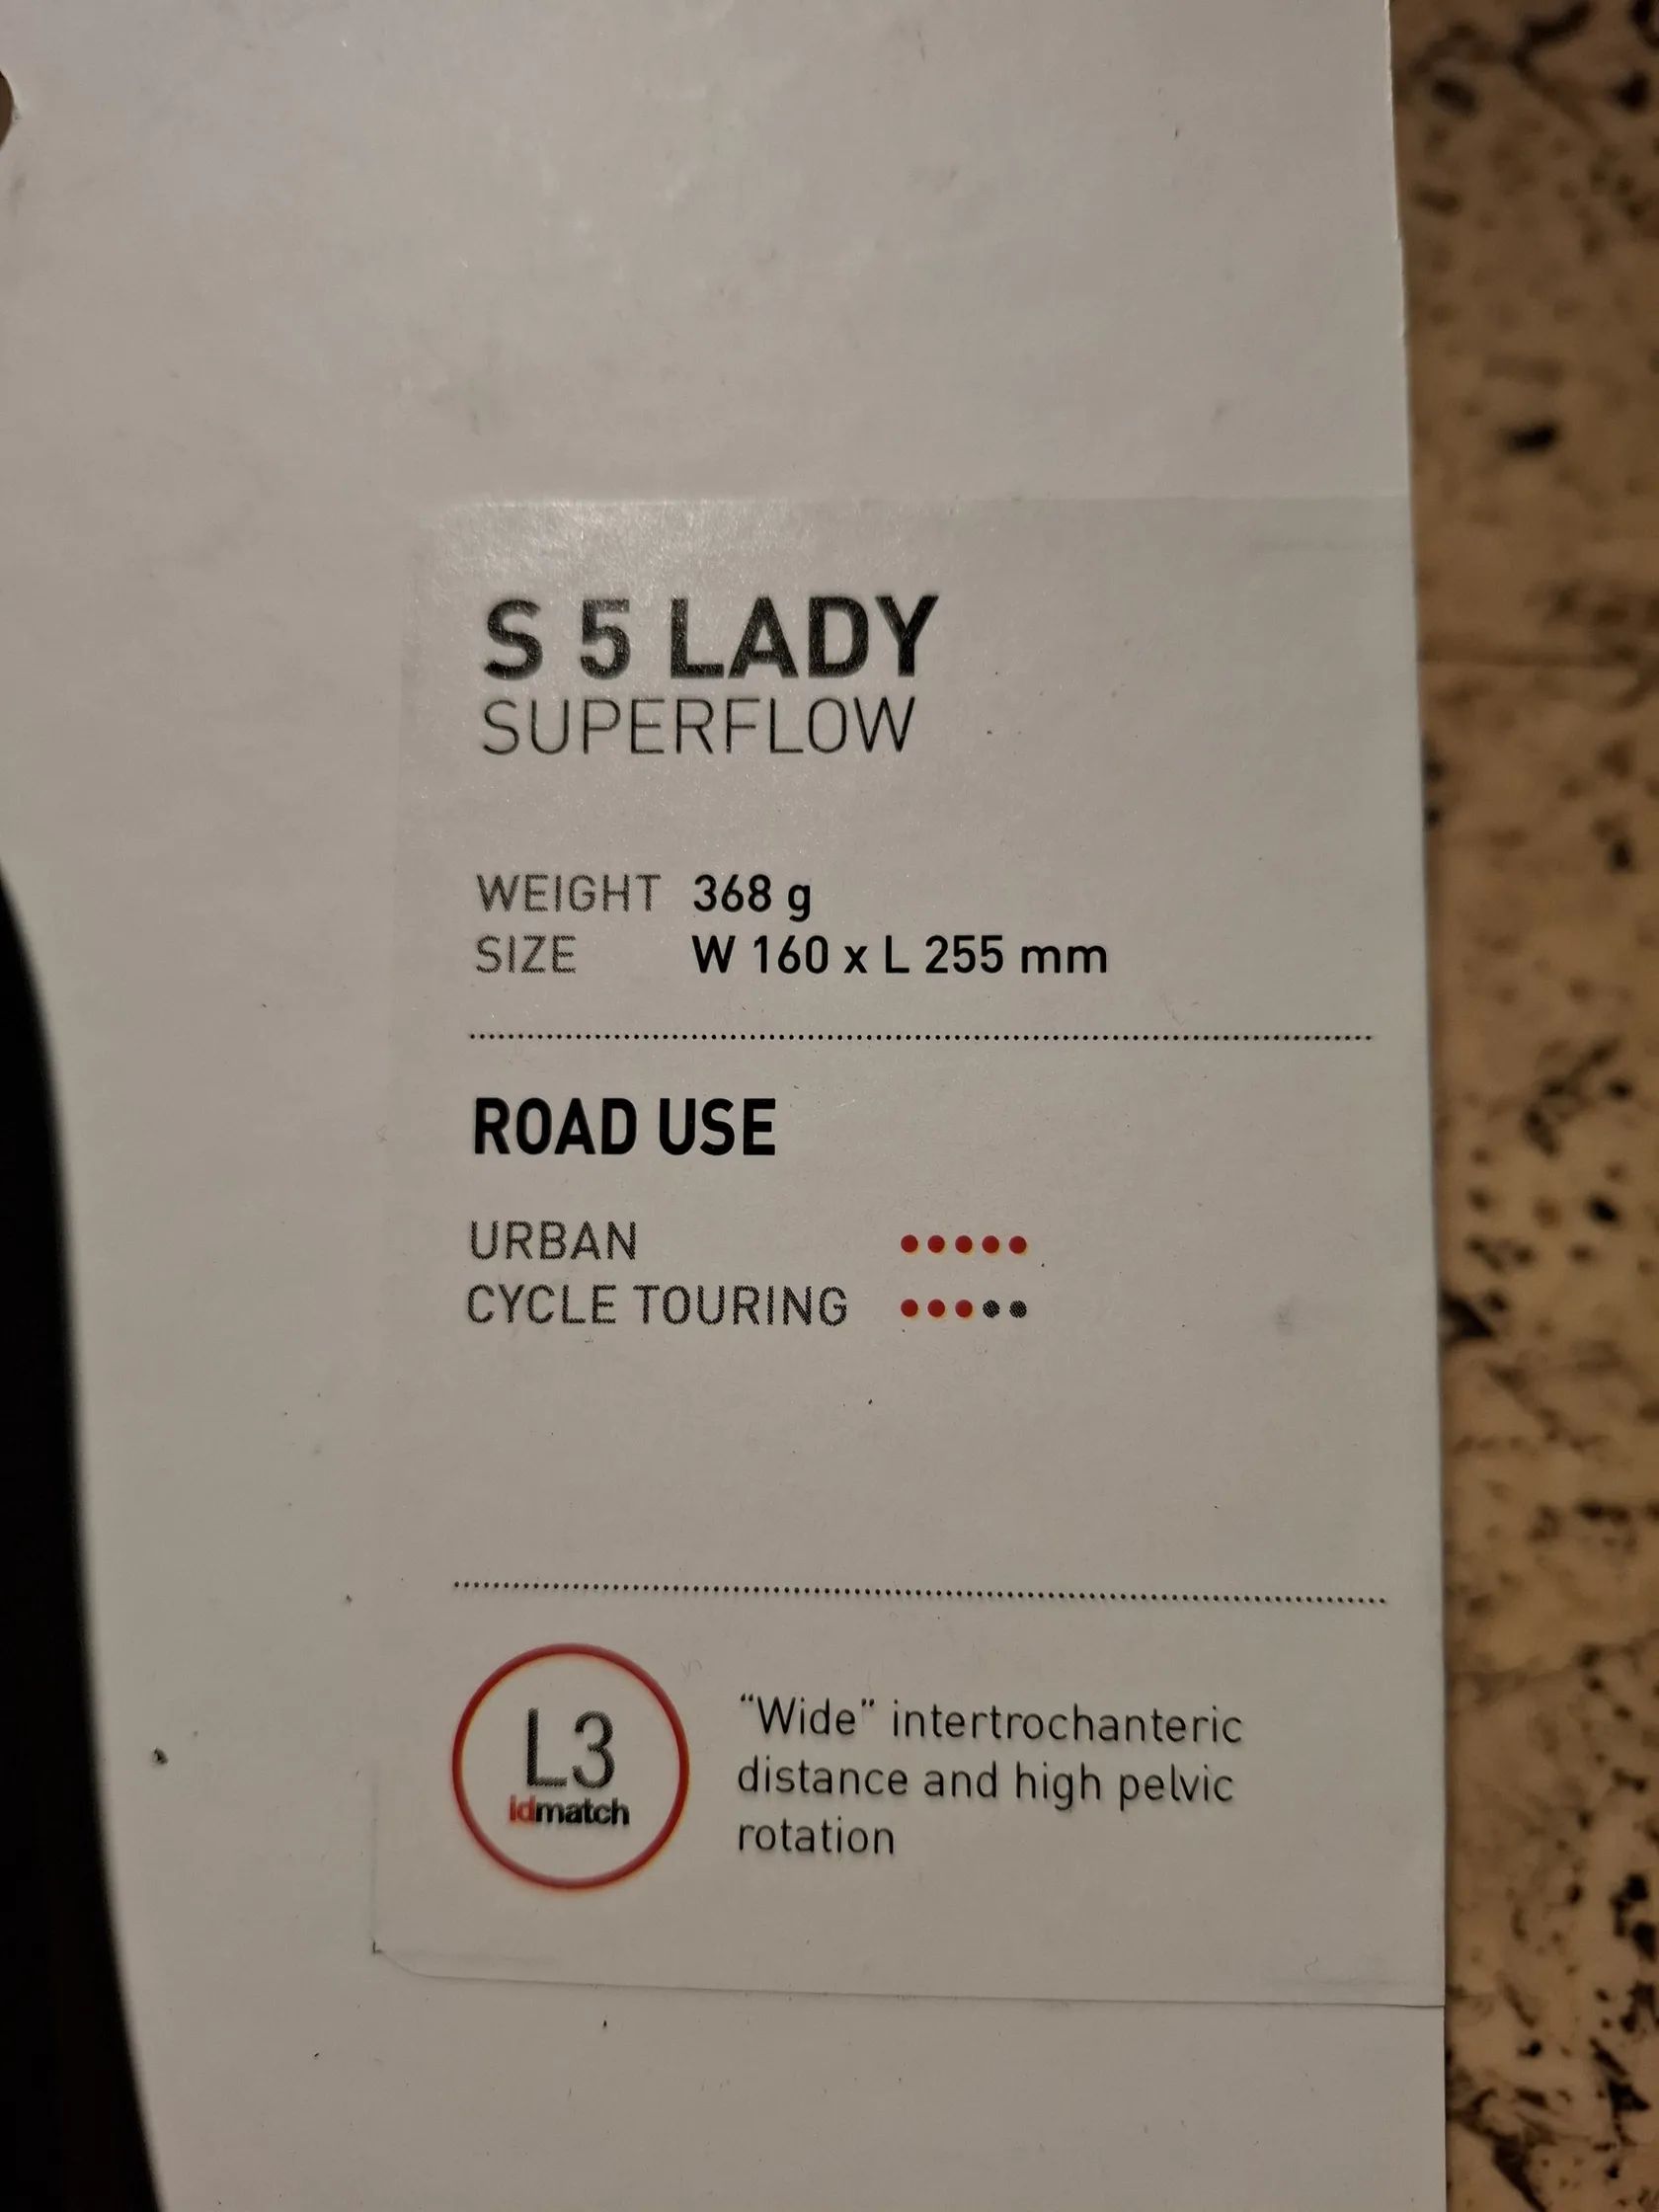 S 5 LADY
SUPERFLOW
WEIGHT 368 g
SIZE W 160 x L 255 mm
ROAD USE
URBAN
CYCLE TOURING
L3
idmatch
“Wide” intertrochanteric
distance and high pelvic
rotation